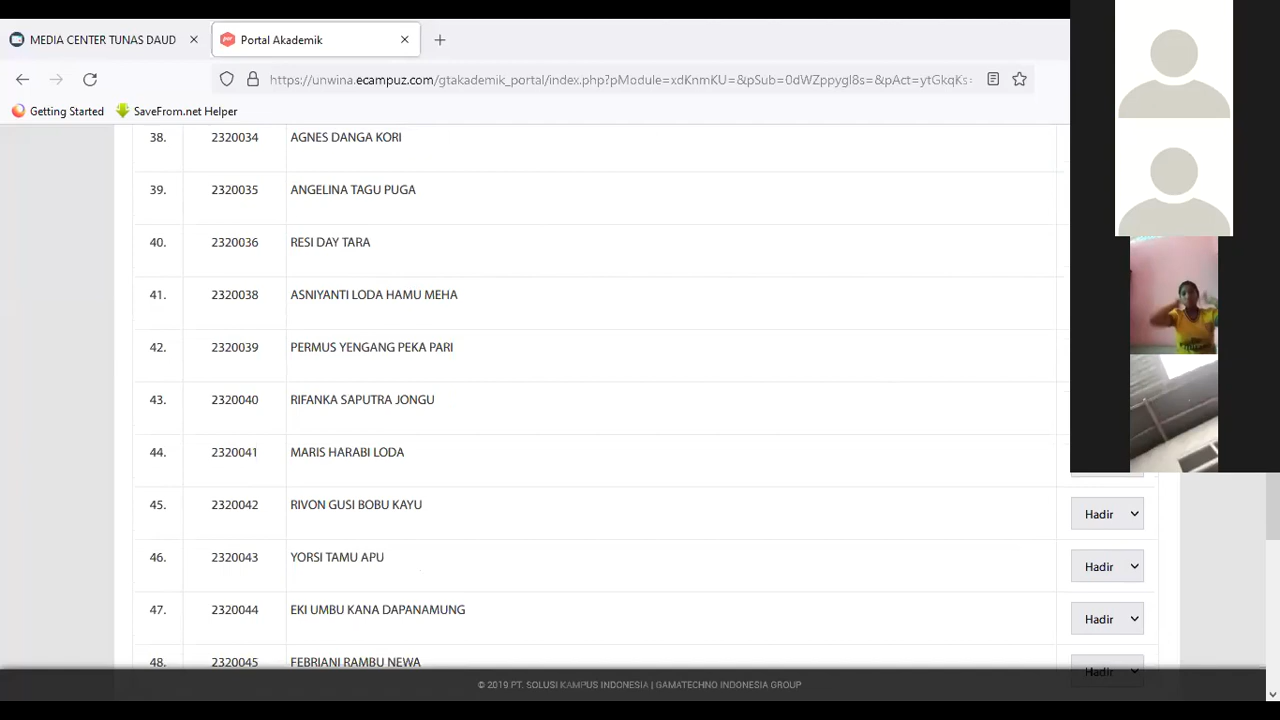 MEDIA CENTER TUNAS DAUD
Portal Akademik
https://unwina.ecampuz.com/gtakademik_portal/index.php?pModule=xdKnmKU=&pSub=0dWZppygl8s=&pAct=ytGkqKs
Getting Started SaveFrom.net Helper
38. 2320034 AGNES DANGA KORI
39. 2320035 ANGELINA TAGU PUGA
40. 2320036 RESI DAY TARA
41. 2320038 ASNIYANTI LODA HAMU MEHA
42. 2320039 PERMUS YENGANG PEKA PARI
43. 2320040 RIFANKA SAPUTRA JONGU
44. 2320041 MARIS HARABI LODA
45. 2320042 RIVON GUSI BOBU KAYU Hadir
46. 2320043 YORSI TAMU APU Hadir
47. 2320044 EKI UMBU KANA DAPANAMUNG Hadir
48. 2320045 FEBRIANI RAMBU NEWA Hadir
© 2019 PT. SOLUSI KAMPUS INDONESIA | GAMATECHNO INDONESIA GROUP